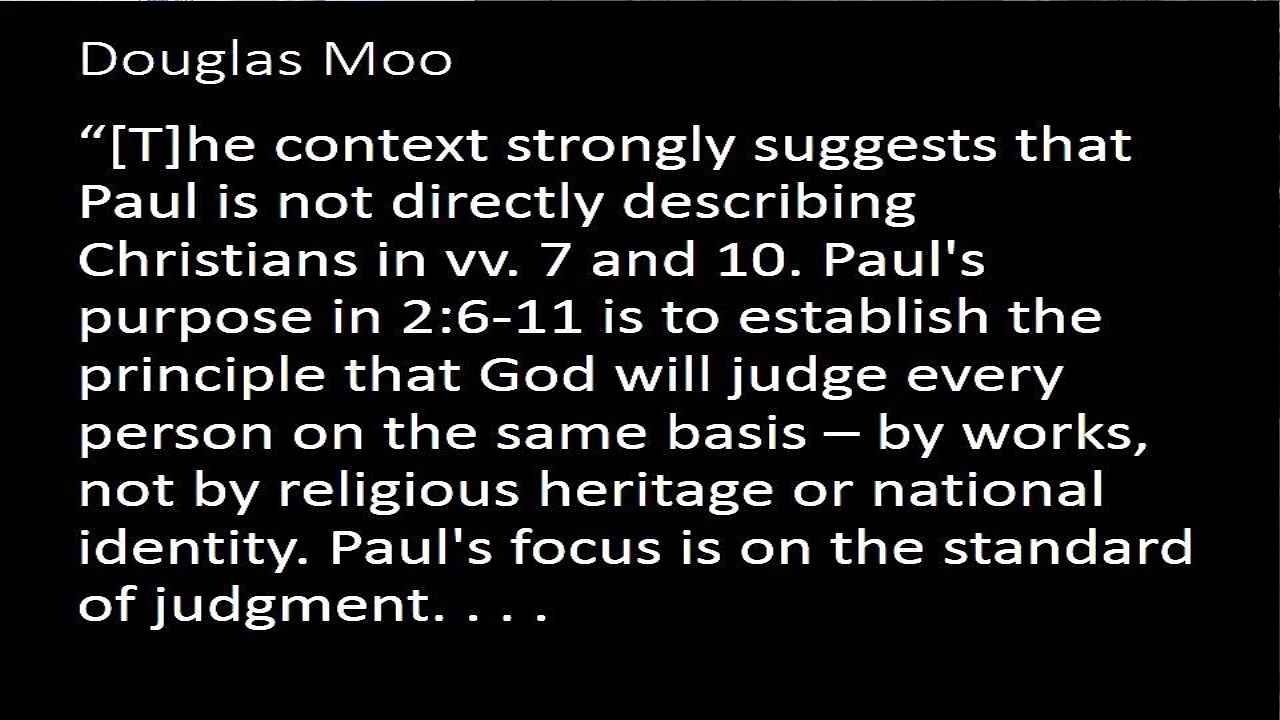 Douglas Moo
“[T]he context strongly suggests that
Paul is not directly describing
Christians in vv. 7 and 10. Paul's
purpose in 2:6-11 is to establish the
principle that God will judge every
person on the same basis – by works,
not by religious heritage or national
identity. Paul's focus is on the standard
of judgment. . . .